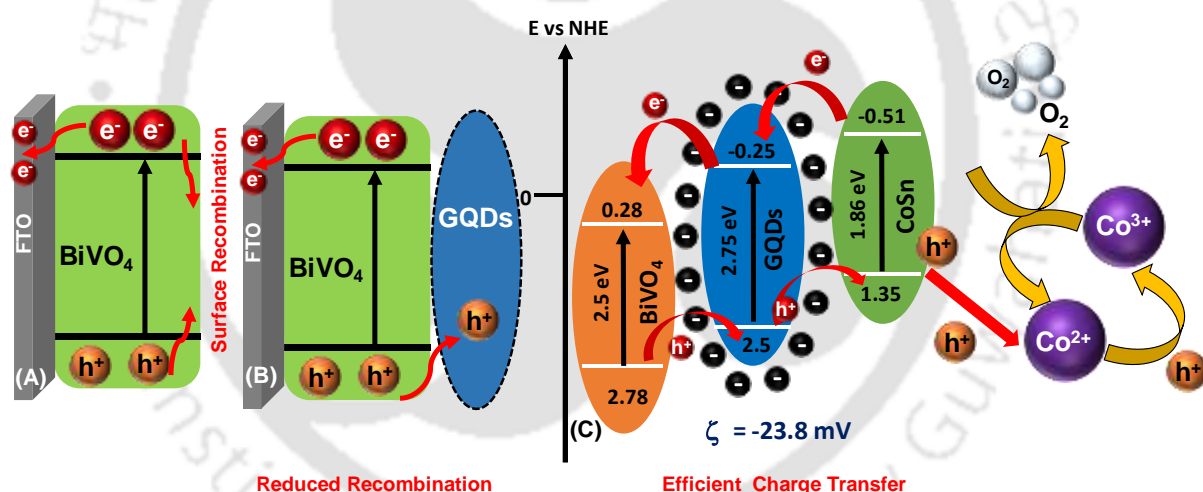 E vs NHE
0
e-
e-
e-
e-
FTO
BiVO4
h+
h+
(A)
Surface Recombination
e-
e-
e-
e-
FTO
BiVO4
h+
h+
(B)
GQDs
h+
Reduced Recombination
e-
0.28
2.5 eV
BiVO4
2.78
h+
(C)
-0.25
2.75 eV
GQDs
2.5
h+
e-
-0.51
1.86 eV
CoSn
1.35
h+
h+
ζ = -23.8 mV
Efficient Charge Transfer
O2
O2
Co3+
Co2+
h+